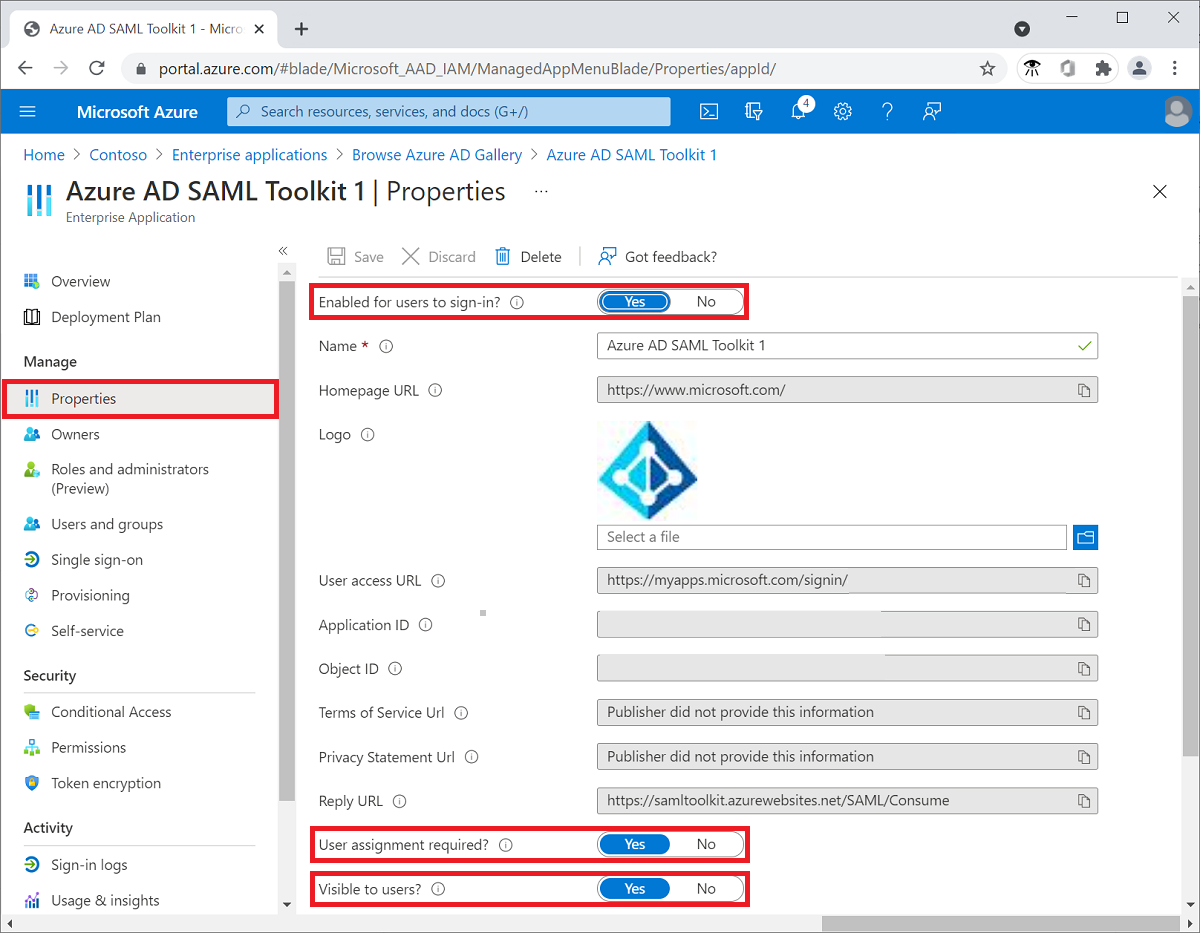 Azure AD SAML Toolkit 1 - Micro
portal.azure.com/#blade/Microsoft_AAD_IAM/ManagedAppMenuBlade/Properties/appId/
Microsoft Azure
Search resources, services, and docs (G+/)
4
Home > Contoso > Enterprise applications > Browse Azure AD Gallery > Azure AD SAML Toolkit 1
Azure AD SAML Toolkit 1 | Properties ...
Enterprise Application
Save Discard Delete Got feedback?
Overview
Deployment Plan
Manage
Properties
Owners
Roles and administrators
(Preview)
Users and groups
Single sign-on
Provisioning
Self-service
Security
Conditional Access
Permissions
Token encryption
Activity
Sign-in logs
Usage & insights
Enabled for users to sign-in? Yes No
Name * Azure AD SAML Toolkit 1
Homepage URL https://www.microsoft.com/
Logo
Select a file
User access URL https://myapps.microsoft.com/signin/
Application ID
Object ID
Terms of Service Url Publisher did not provide this information
Privacy Statement Url Publisher did not provide this information
Reply URL https://samltoolkit.azurewebsites.net/SAML/Consume
User assignment required? Yes No
Visible to users? Yes No